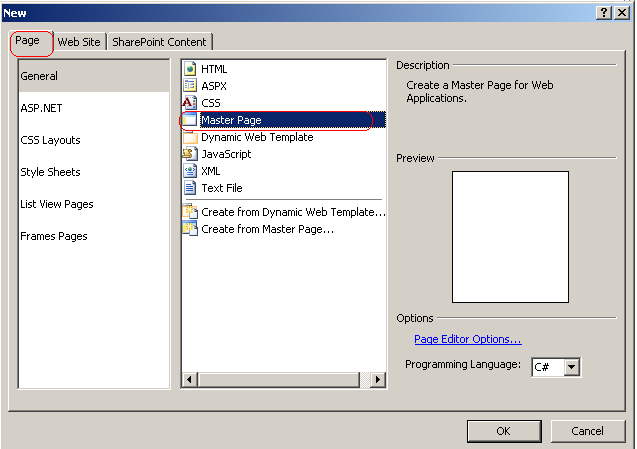 New
Page
Web Site
SharePoint Content
General
ASP.NET
CSS Layouts
Style Sheets
List View Pages
Frames Pages
HTML
ASPX
CSS
Master Page
Dynamic Web Template
JavaScript
XML
Text File
Create from Dynamic Web Template...
Create from Master Page...
Description
Create a Master Page for Web
Applications.
Preview
Options
Page Editor Options...
Programming Language:
C#
OK
Cancel